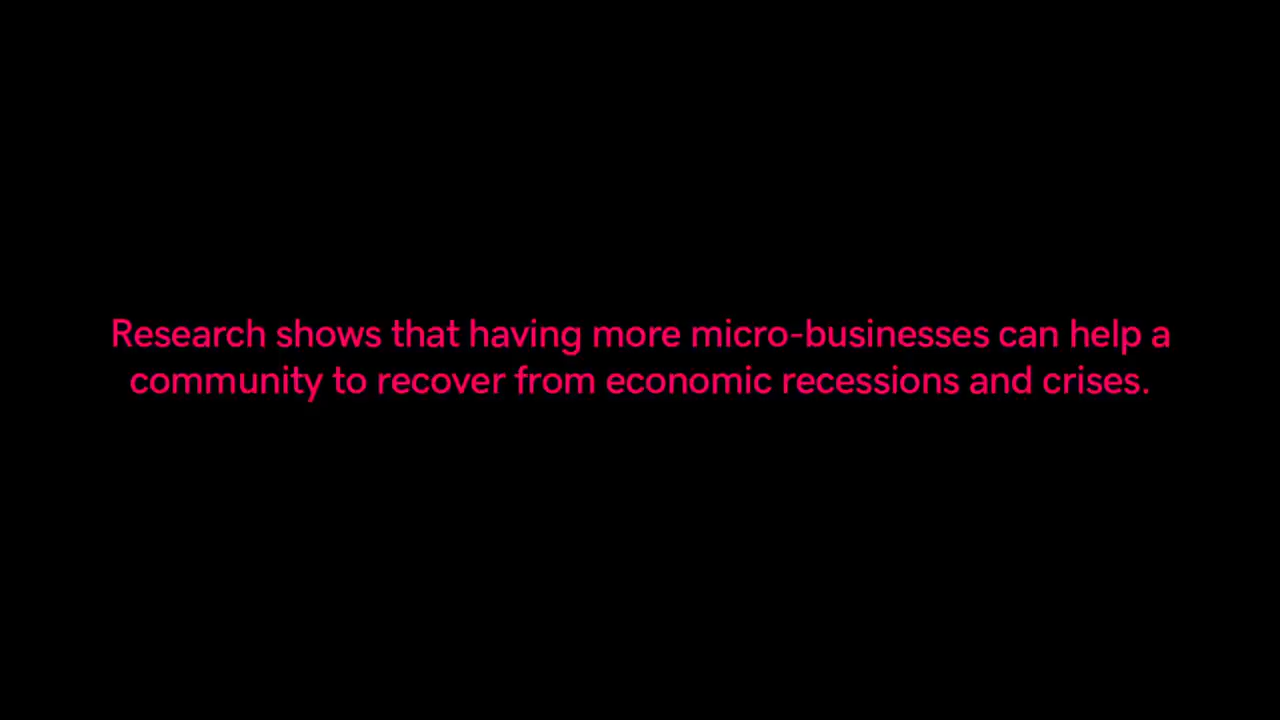 Research shows that having more micro-businesses can help a
community to recover from economic recessions and crises.